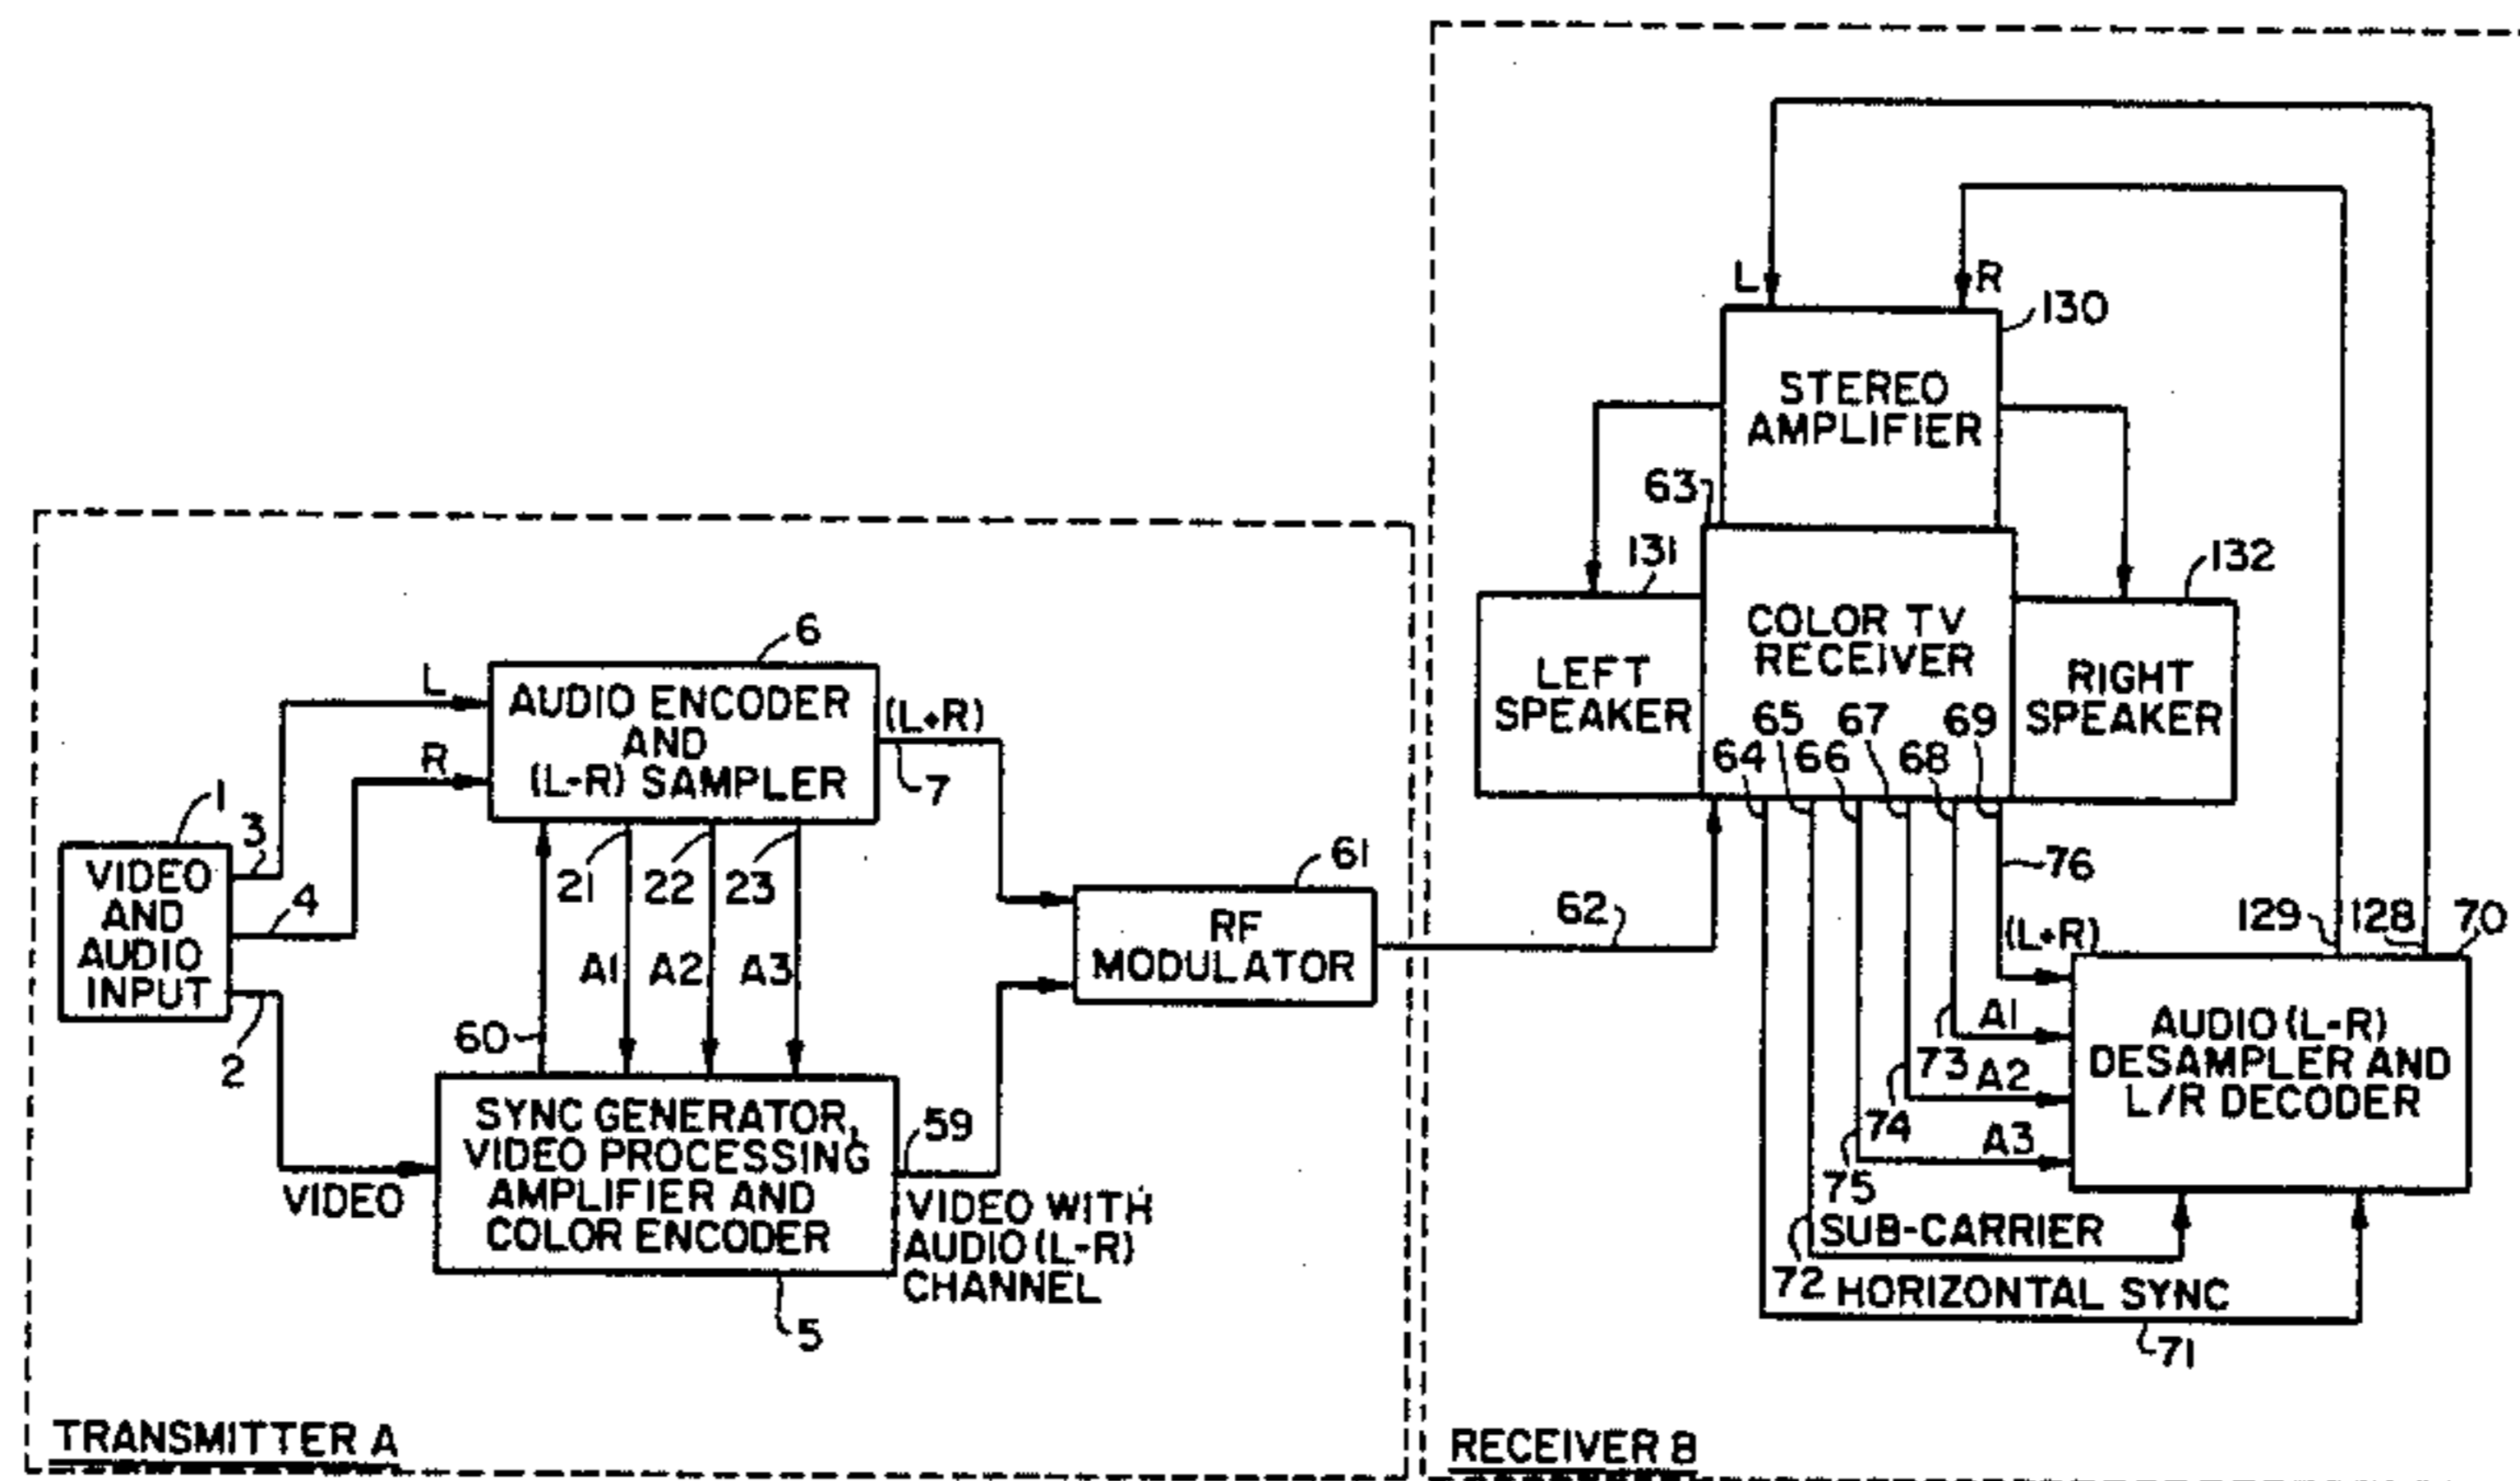 L
R
130
STEREO
AMPLIFIER
63
131
132
COLOR TV
RECEIVER
LEFT
SPEAKER
RIGHT
SPEAKER
64
65
66
67
68
69
76
6
L
AUDIO ENCODER
AND
(L-R) SAMPLER
R
(L+R)
7
1
3
4
VIDEO
AND
AUDIO
INPUT
2
21
22
23
A1
A2
A3
60
61
RF
MODULATOR
62
129
128
70
(L+R)
A1
73
A2
74
A3
75
AUDIO (L-R)
DESAMPLER AND
L/R DECODER
VIDEO
SYNC GENERATOR,
VIDEO PROCESSING
AMPLIFIER AND
COLOR ENCODER
59
VIDEO WITH
AUDIO (L-R)
CHANNEL
5
SUB-CARRIER
72
HORIZONTAL SYNC
71
TRANSMITTER A
RECEIVER B